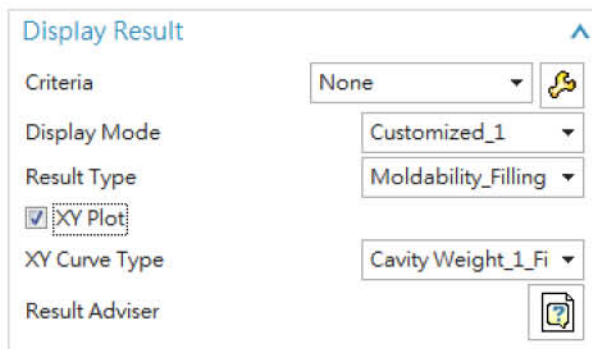 Display Result
Criteria None
Display Mode Customized_1
Result Type Moldability_Filling
XY Plot
XY Curve Type Cavity Weight_1_Fi
Result Adviser